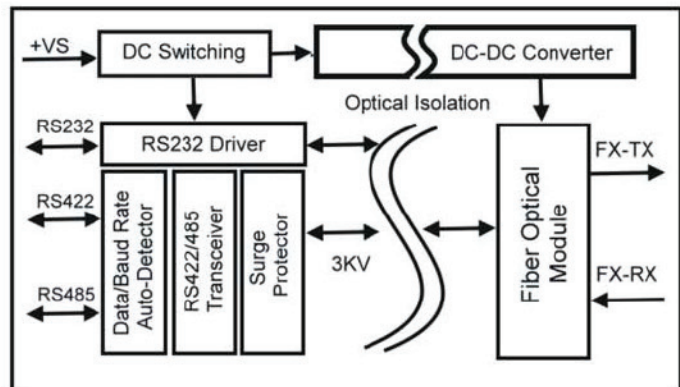 +VS
DC Switching
DC-DC Converter
Optical Isolation
RS232
RS232 Driver
RS422
RS485
Data/Baud Rate
Auto-Detector
RS422/485
Transceiver
Surge
Protector
3KV
Fiber Optical
Module
FX-TX
FX-RX